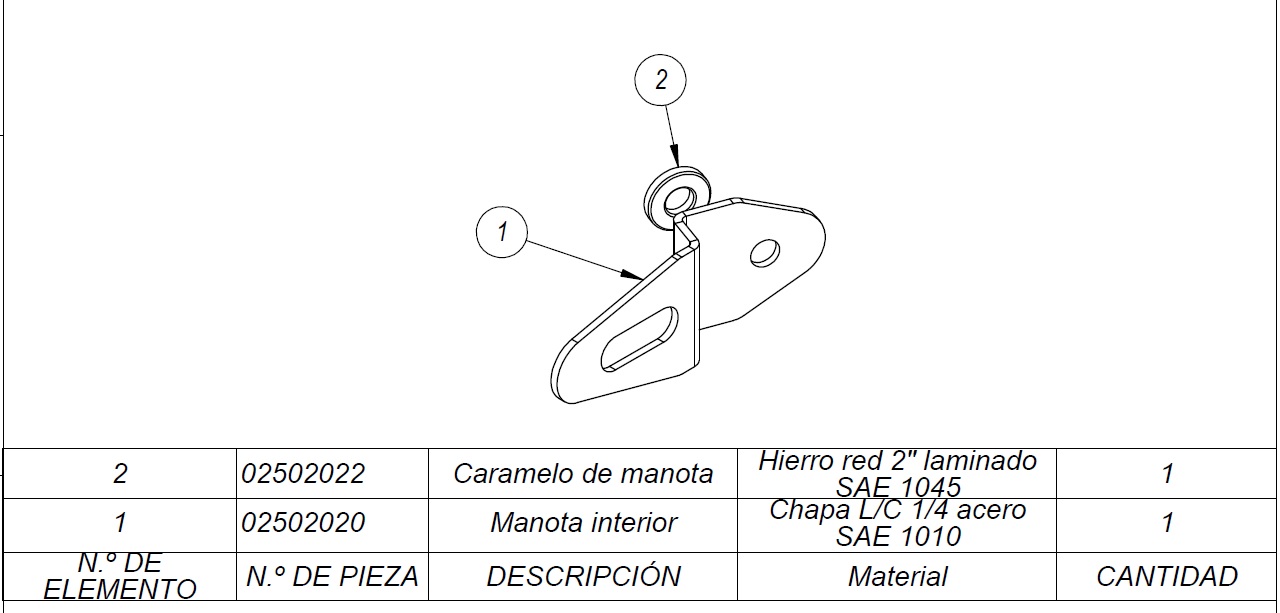 2
1
2 02502022 Caramelo de manota Hierro red 2" laminado SAE 1045 1
1 02502020 Manota interior Chapa L/C 1/4 acero SAE 1010 1
N.º DE ELEMENTO N.º DE PIEZA DESCRIPCIÓN Material CANTIDAD